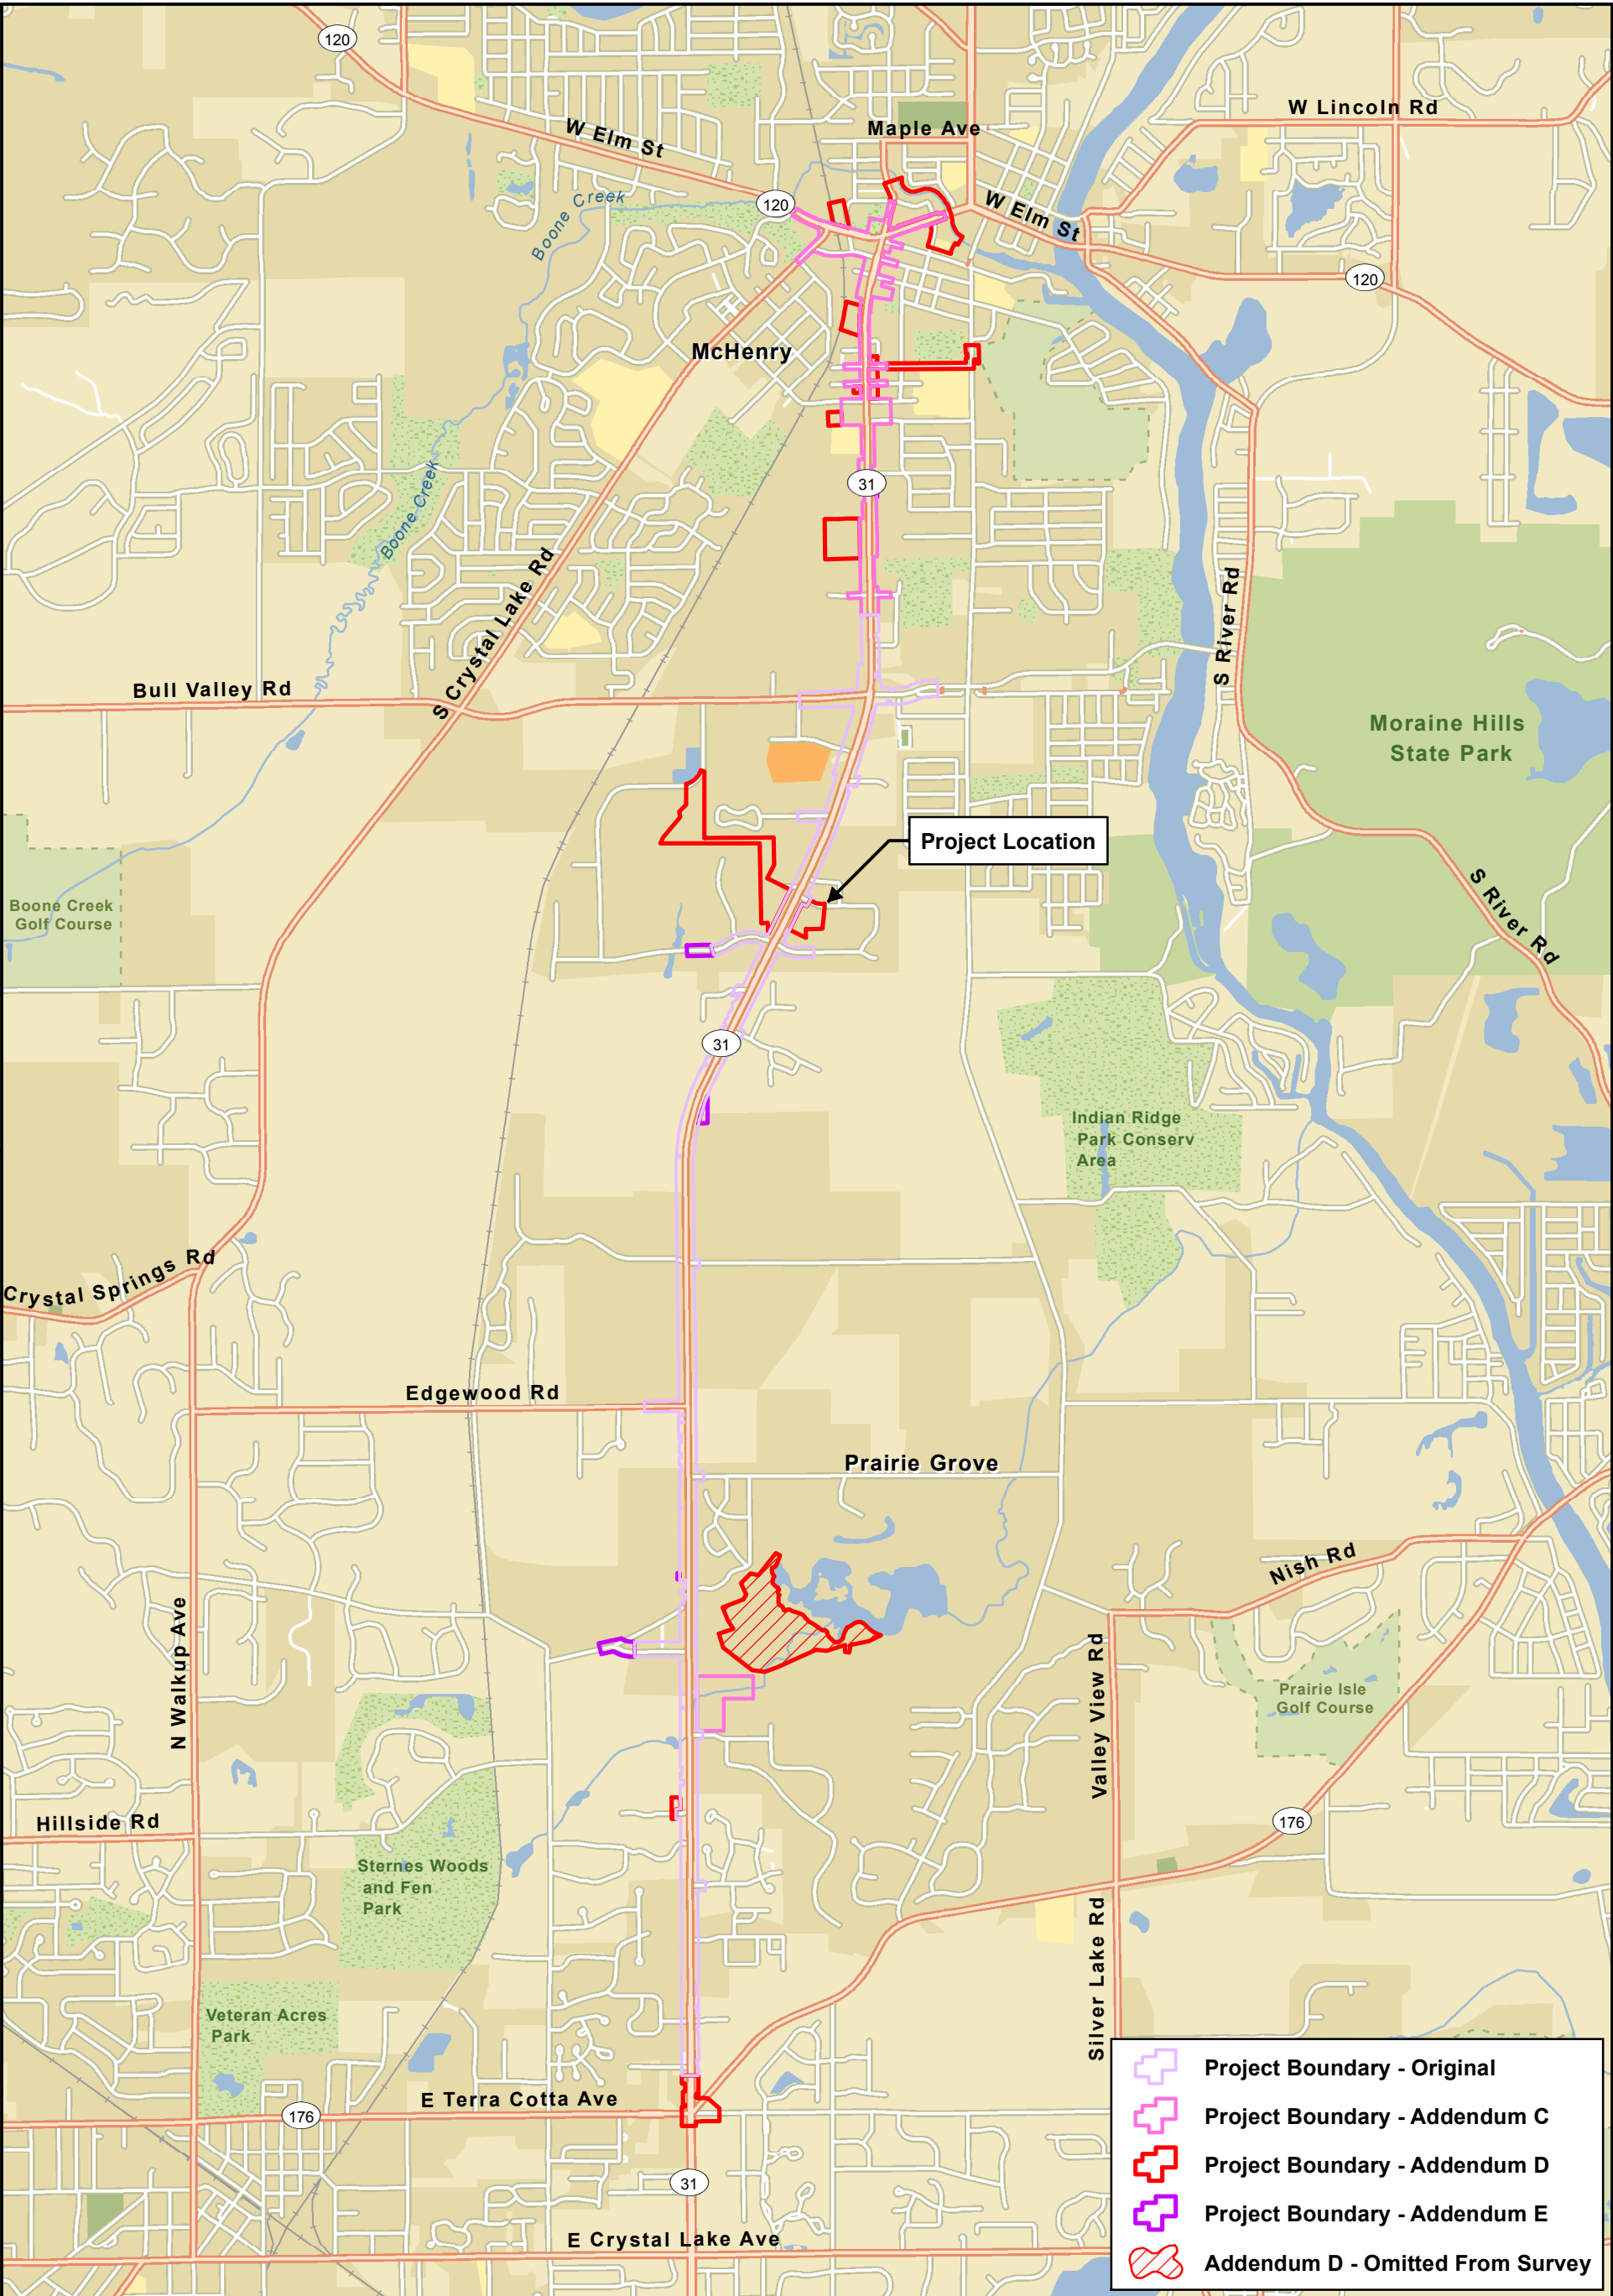 120
W Lincoln Rd
Maple Ave
W Elm St
Boone Creek
120
W Elm St
120
McHenry
31
Boone Creek
S Crystal Lake Rd
S River Rd
Bull Valley Rd
Moraine Hills
State Park
Project Location
Boone Creek
Golf Course
S River Rd
31
Indian Ridge
Park Conserv
Area
Crystal Springs Rd
Edgewood Rd
Prairie Grove
Nish Rd
N Walkup Ave
Valley View Rd
Prairie Isle
Golf Course
Hillside Rd
176
Sternes Woods
and Fen
Park
Silver Lake Rd
Veteran Acres
Park
E Terra Cotta Ave
176
31
E Crystal Lake Ave
Project Boundary - Original
Project Boundary - Addendum C
Project Boundary - Addendum D
Project Boundary - Addendum E
Addendum D - Omitted From Survey